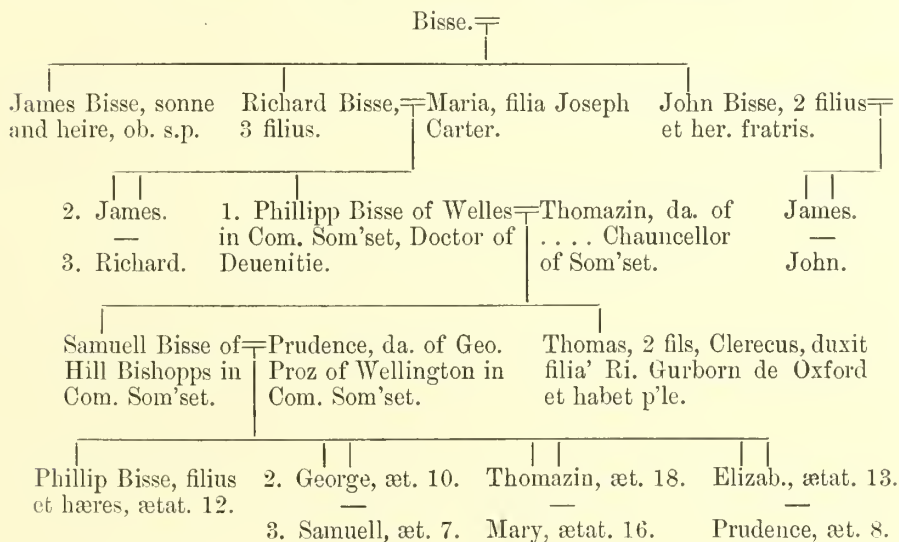 Bisse.
James Bisse, sonne
and heire, ob. s.p.
Richard Bisse,
3 filius.
Maria, filia Joseph
Carter.
John Bisse, 2 filius
et her. fratris.
2. James.
—
3. Richard.
1. Phillipp Bisse of Welles
in Com. Som'set, Doctor of
Deuenitie.
Thomazin, da. of
. . . . Chauncellor
of Som'set.
James.
—
John.
Samuell Bisse of
Hill Bishopps in
Com. Som'set.
Prudence, da. of Geo.
Proz of Wellington in
Com. Som'set.
Thomas, 2 fils, Clerecus, duxit
filia' Ri. Gurborn de Oxford
et habet p'le.
Phillip Bisse, filius
et hæres, ætat. 12.
2. George, æt. 10.
—
3. Samuell, æt. 7.
Thomazin, æt. 18.
—
Mary, ætat. 16.
Elizab., ætat. 13.
—
Prudence, æt. 8.